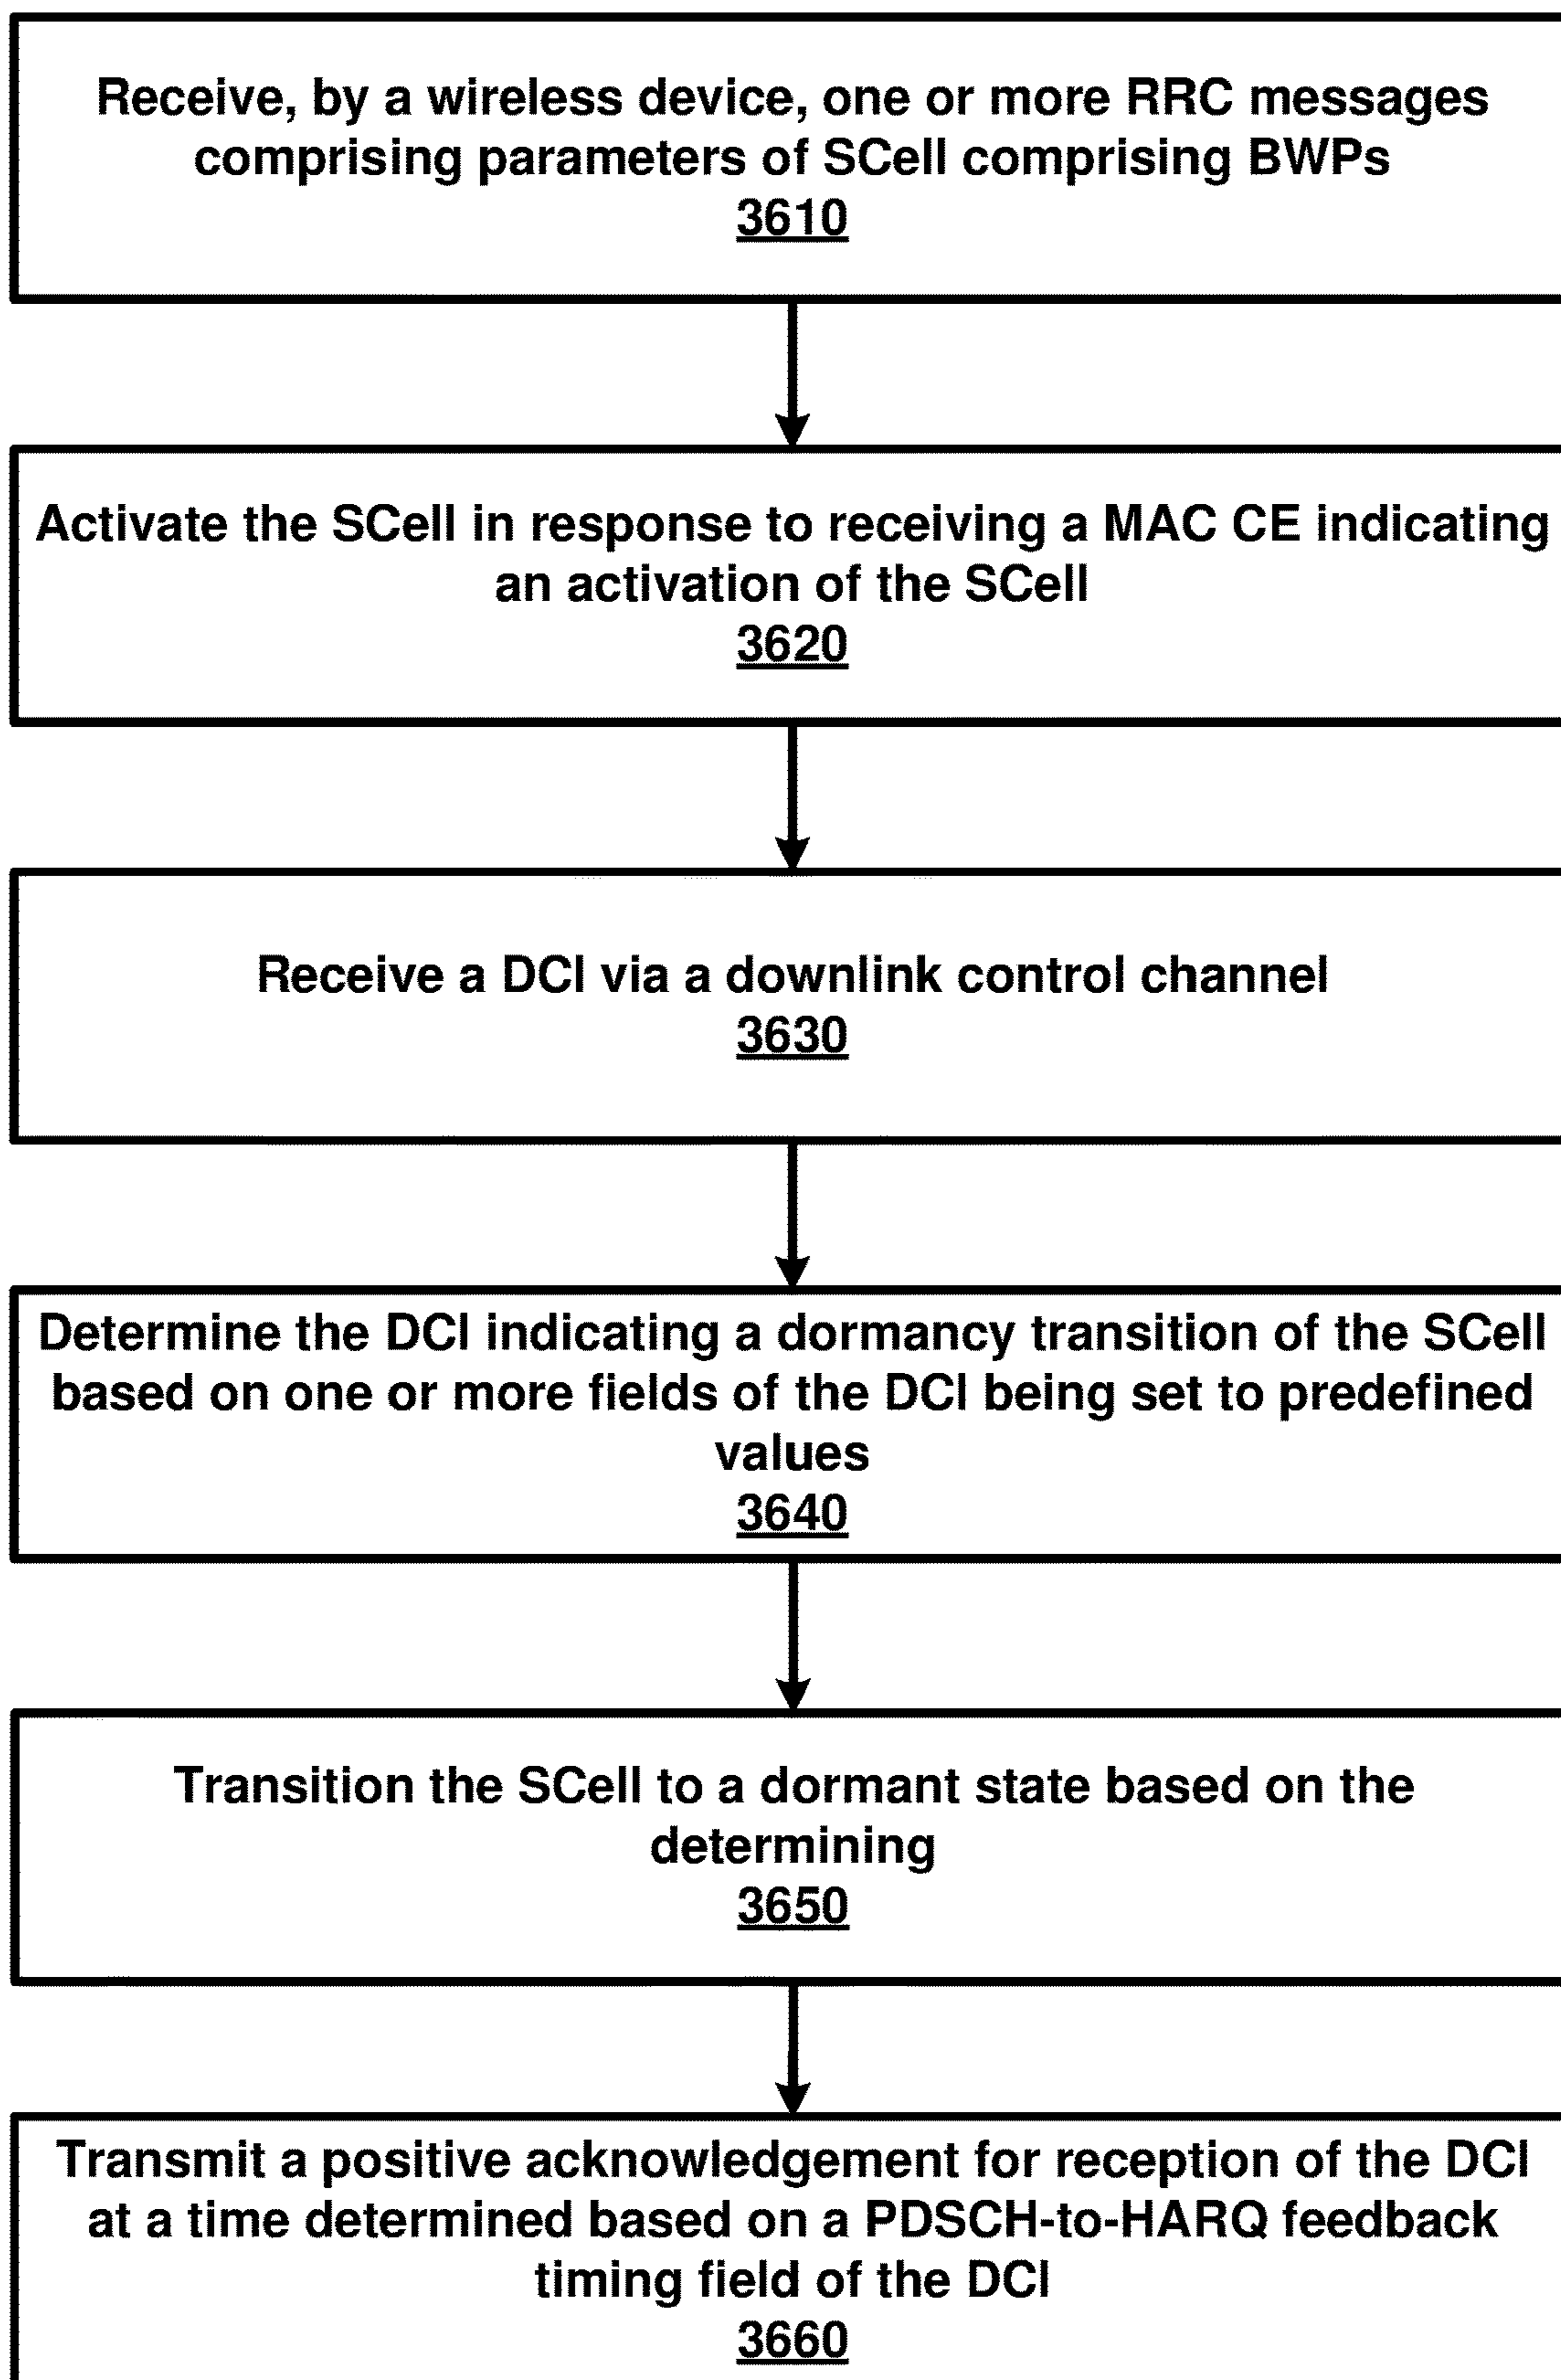 Receive, by a wireless device, one or more RRC messages
comprising parameters of SCell comprising BWPs
3610
Activate the SCell in response to receiving a MAC CE indicating
an activation of the SCell
3620
Receive a DCI via a downlink control channel
3630
Determine the DCI indicating a dormancy transition of the SCell
based on one or more fields of the DCI being set to predefined
values
3640
Transition the SCell to a dormant state based on the
determining
3650
Transmit a positive acknowledgement for reception of the DCI
at a time determined based on a PDSCH-to-HARQ feedback
timing field of the DCI
3660